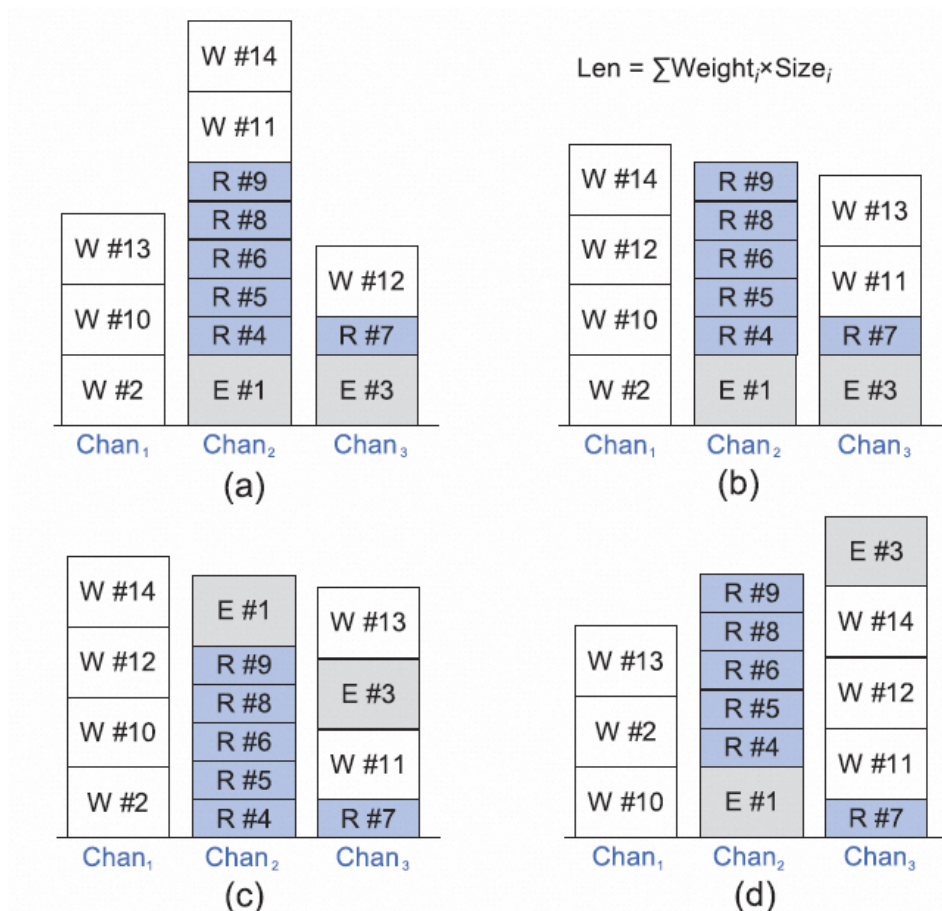 W #14
W #11
R #9
R #8
W #13
R #6
W #12
W #10
R #5
R #4
R #7
W #2
E #1
E #3
Chan₁
Chan₂
Chan₃
(a)
Len = ∑Weightᵢ×Sizeᵢ
W #14
R #9
W #13
R #8
W #12
R #6
W #11
W #10
R #5
R #4
R #7
W #2
E #1
E #3
Chan₁
Chan₂
Chan₃
(b)
W #14
E #1
W #13
W #12
R #9
E #3
R #8
W #10
R #6
W #11
R #5
W #2
R #4
R #7
Chan₁
Chan₂
Chan₃
(c)
E #3
R #9
W #14
R #8
W #13
R #6
W #12
W #2
R #5
R #4
W #11
W #10
E #1
R #7
Chan₁
Chan₂
Chan₃
(d)